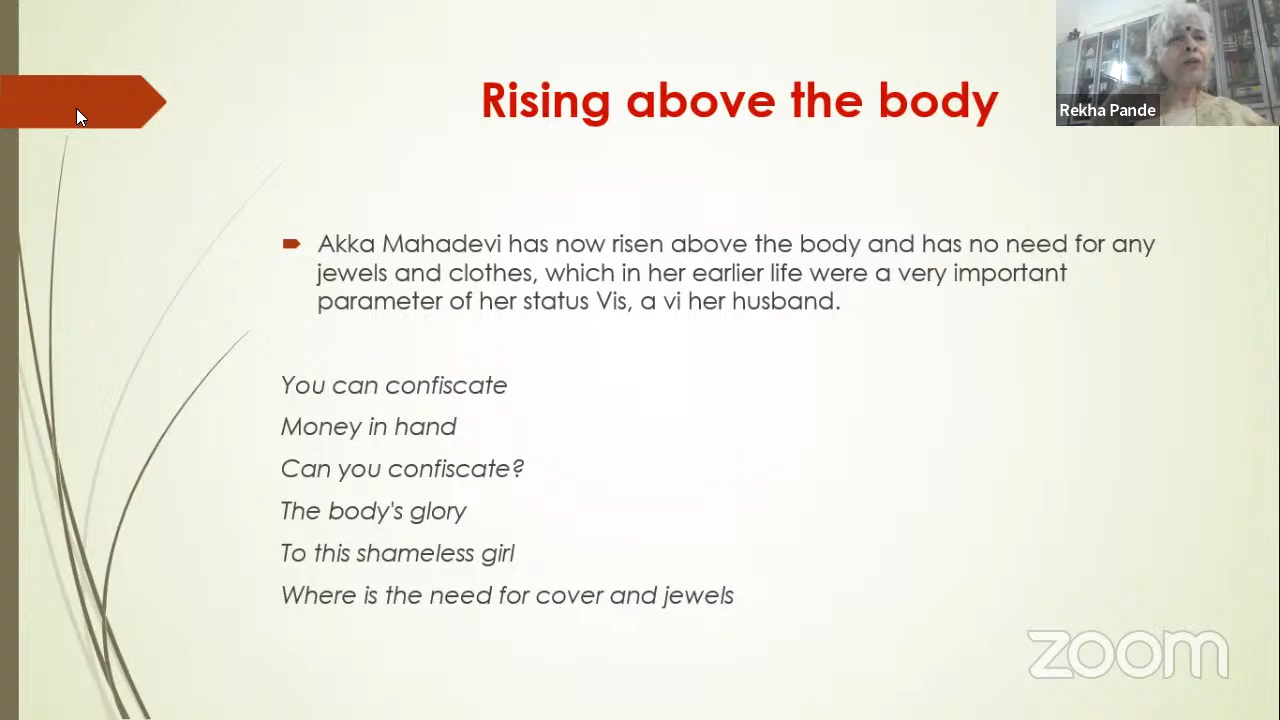 Rising above the body
Rekha Pande
Akka Mahadevi has now risen above the body and has no need for any
jewels and clothes, which in her earlier life were a very important
parameter of her status Vis, a vi her husband.
You can confiscate
Money in hand
Can you confiscate?
The body's glory
To this shameless girl
Where is the need for cover and jewels
zoom